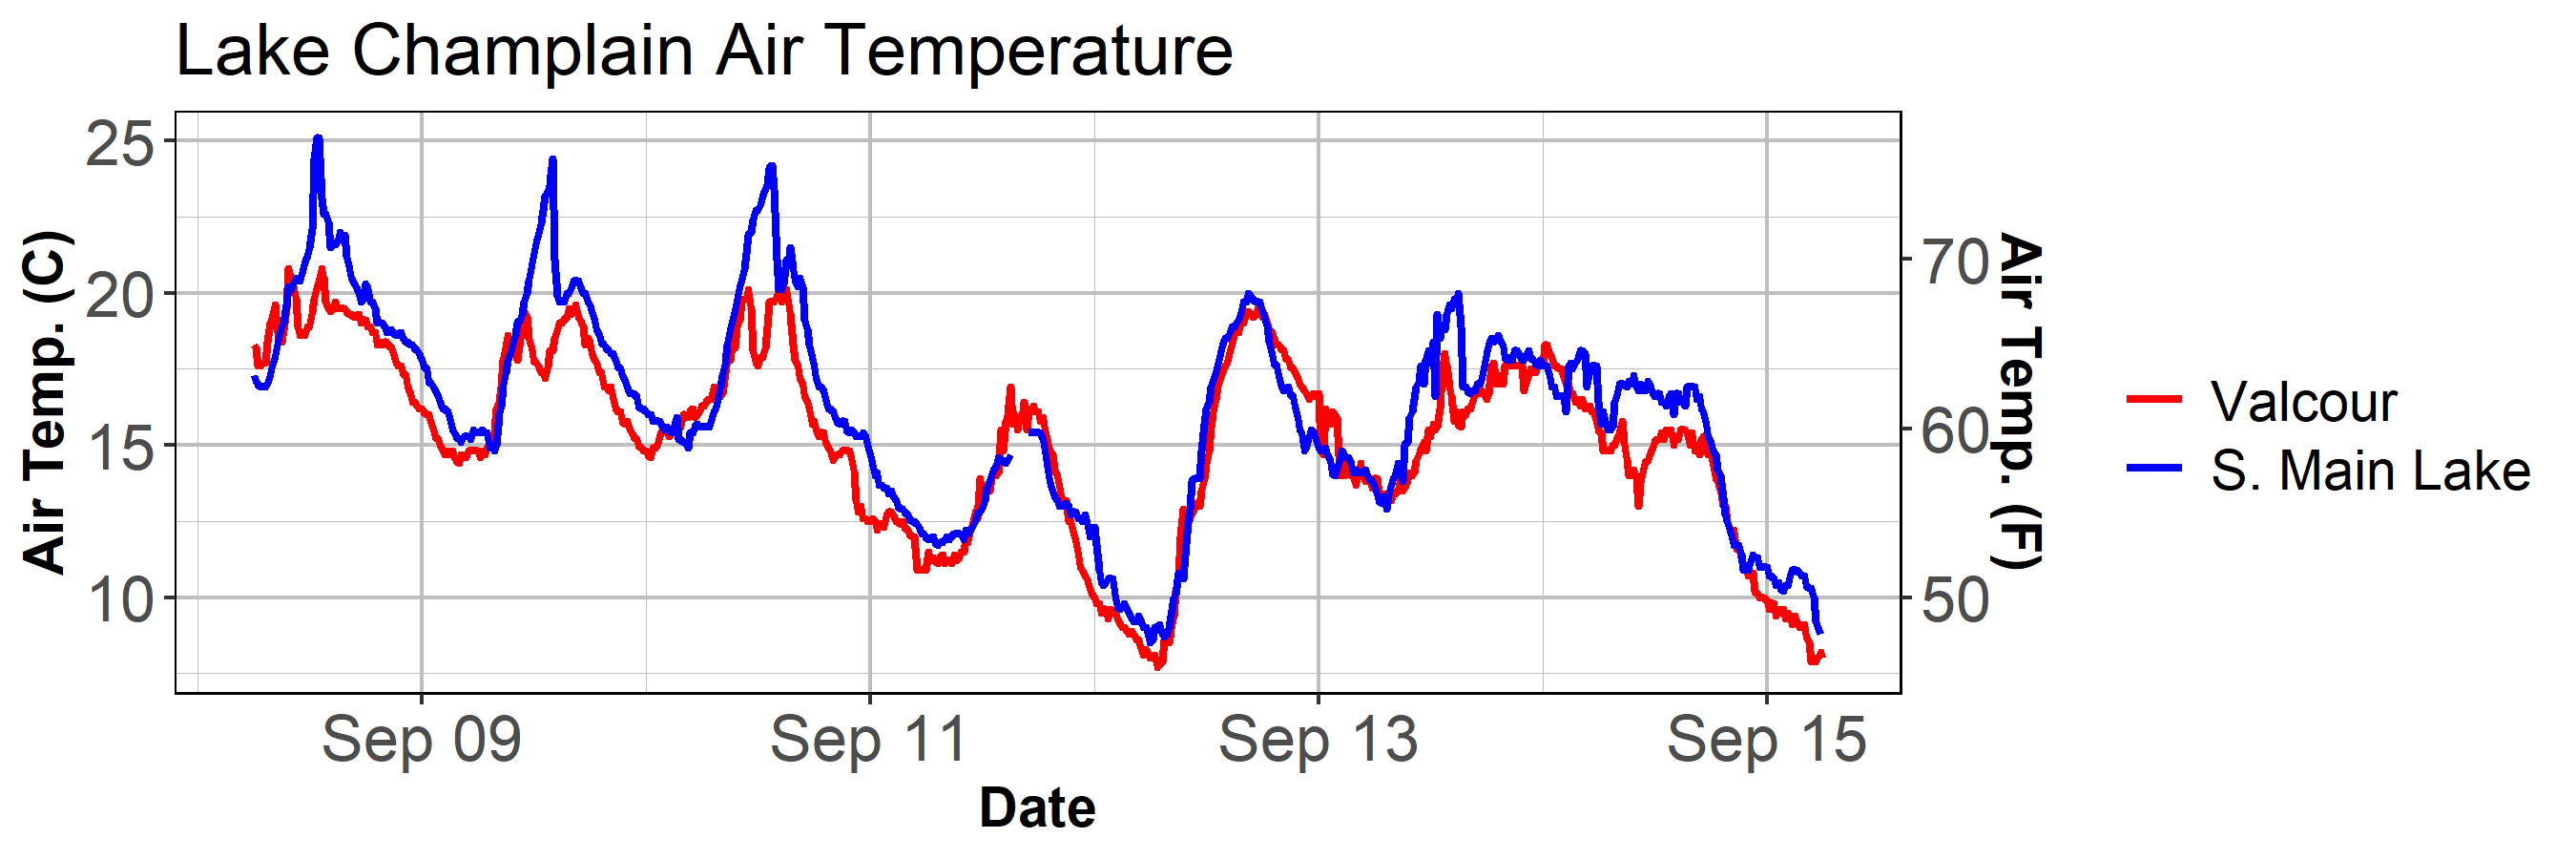 Lake Champlain Air Temperature
Air Temp. (C)
25
20
15
10
70
60
50
Air Temp. (F)
Sep 09
Sep 11
Sep 13
Sep 15
Date
Valcour
S. Main Lake